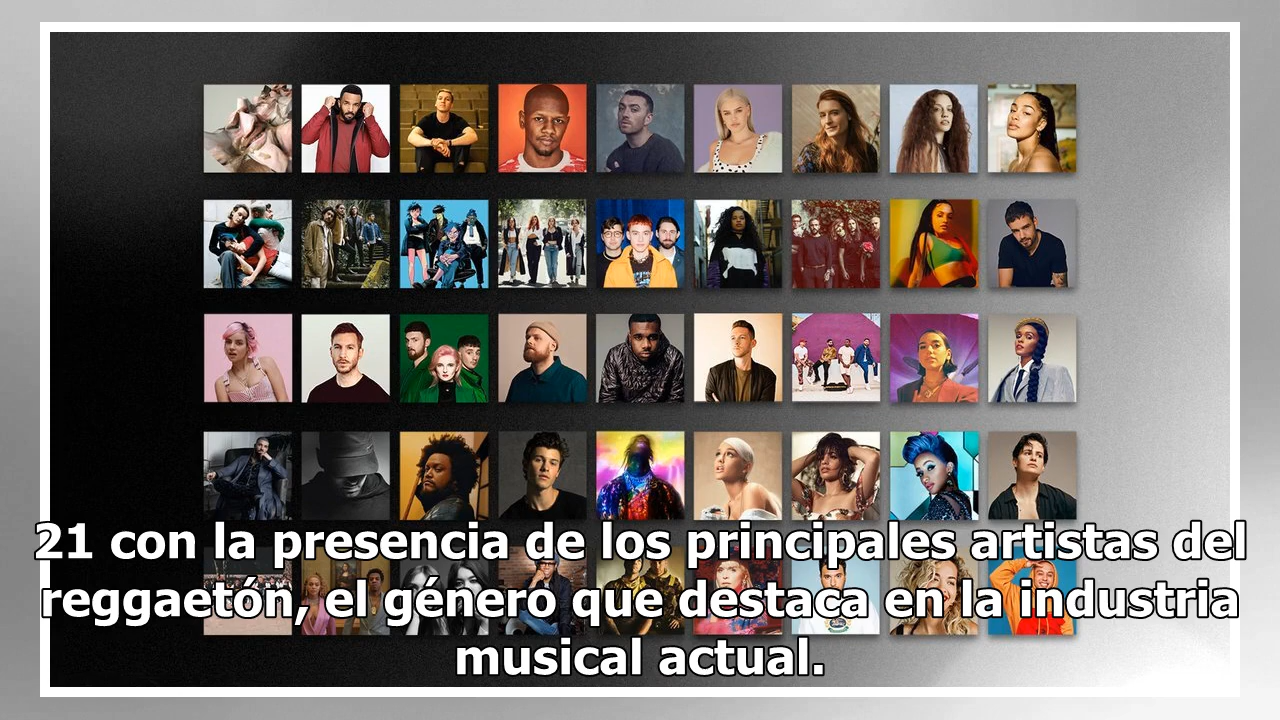 21 con la presencia de los principales artistas del
reggaetón, el género que destaca en la industria
musical actual.